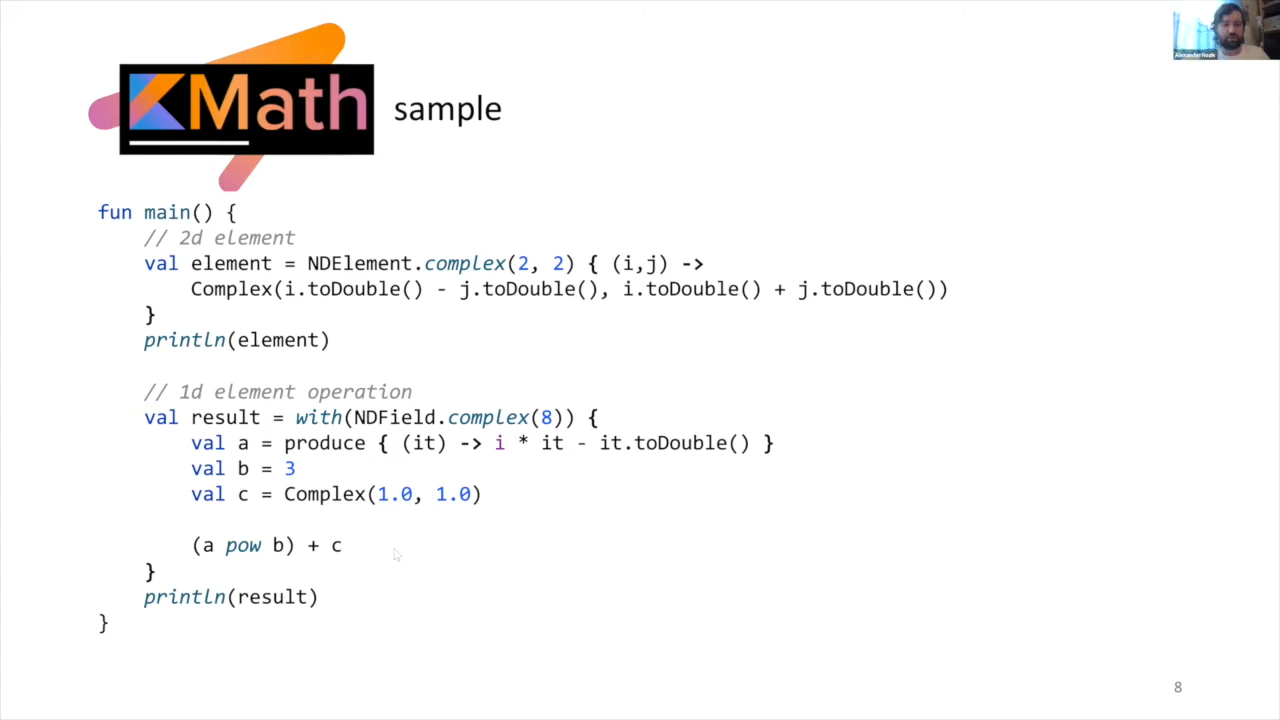 Alexander Nozik
KMath sample
fun main() {
// 2d element
val element = NDElement.complex(2, 2) { (i,j) ->
Complex(i.toDouble() - j.toDouble(), i.toDouble() + j.toDouble())
}
println(element)
// 1d element operation
val result = with(NDField.complex(8)) {
val a = produce { (it) -> i * it - it.toDouble() }
val b = 3
val c = Complex(1.0, 1.0)
(a pow b) + c
}
println(result)
}
8